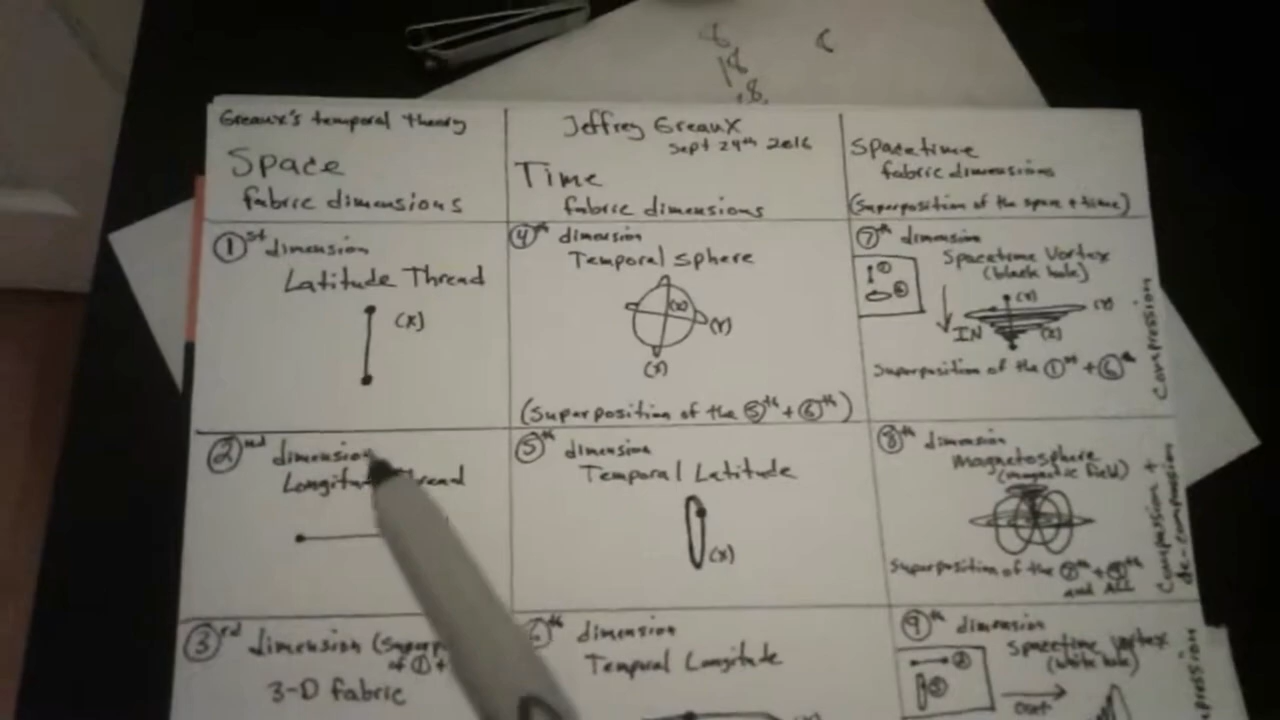 8
18
8
Greaux's temporal theory
Space
fabric dimensions
1st dimension
Latitude Thread
(x)
2nd dimension
3rd dimension
3-D fabric
Jeffrey Greaux
Sept 24th 2016
Time
fabric dimensions
4th dimension
Temporal Sphere
(x)
(Y)
(Superposition of the 5th + 6th)
5th dimension
Temporal Latitude
(x)
6th dimension
Temporal Longitude
Spacetime
fabric dimensions
(Superposition of the space + time)
7th dimension
Spacetime Vortex
(black hole)
IN
Superposition of the 1st + 6th
Compression
8th dimension
Magnetosphere
(magnetic field)
Superposition of the
and All
9th dimension
Spacetime Vortex
(white hole)
out